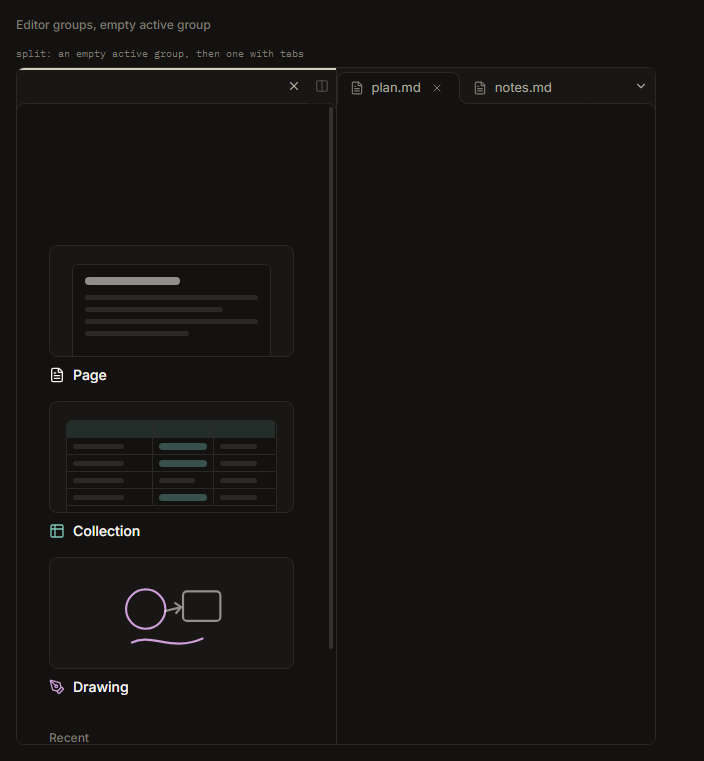 Editor groups, empty active group
split: an empty active group, then one with tabs
plan.md
notes.md
Page
Collection
Drawing
Recent